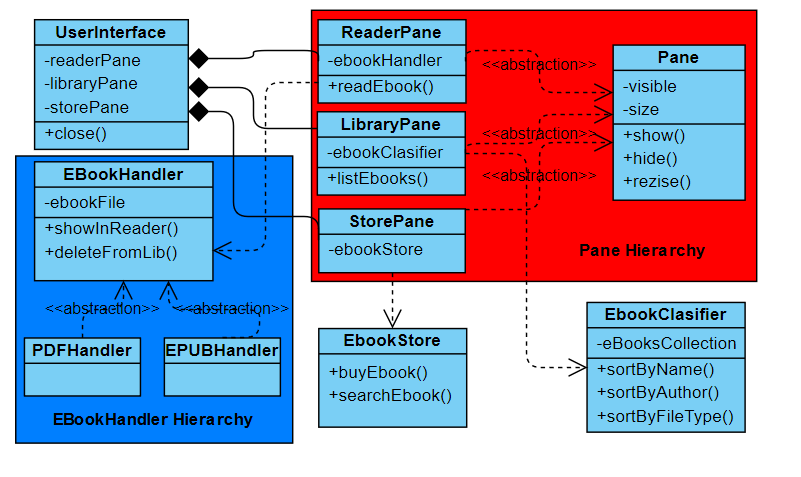 UserInterface
-readerPane
-libraryPane
-storePane
+close()
ReaderPane
-ebookHandler
+readEbook()
LibraryPane
-ebookClasifier
+listEbooks()
StorePane
-ebookStore
<<abstraction>>
<<abstraction>>
<<abstraction>>
Pane
-visible
-size
+show()
+hide()
+rezise()
Pane Hierarchy
EBookHandler
-ebookFile
+showInReader()
+deleteFromLib()
<<abstraction>>
<<abstraction>>
PDFHandler
EPUBHandler
EBookHandler Hierarchy
EbookStore
+buyEbook()
+searchEbook()
EbookClasifier
-eBooksCollection
+sortByName()
+sortByAuthor()
+sortByFileType()